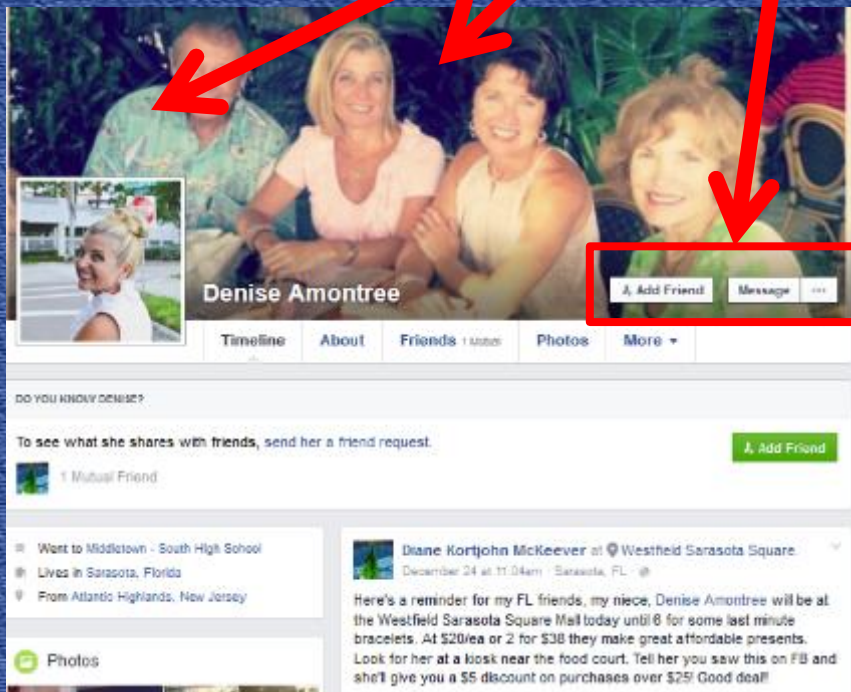 Denise Amontree
Add Friend Message ...
Timeline About Friends 1 Mutual Photos More
DO YOU KNOW DENISE?
To see what she shares with friends, send her a friend request.
Add Friend
1 Mutual Friend
Went to Middletown - South High School
Lives in Sarasota, Florida
From Atlantic Highlands, New Jersey
Photos
Diane Kortjohn McKeever at Westfield Sarasota Square
December 24 at 11:04am · Sarasota, FL ·
Here's a reminder for my FL friends, my niece, Denise Amontree will be at
the Westfield Sarasota Square Mall today until 6 for some last minute
bracelets. At $20/ea or 2 for $38 they make great affordable presents.
Look for her at a kiosk near the food court. Tell her you saw this on FB and
she'll give you a $5 discount on purchases over $25! Good deal!!